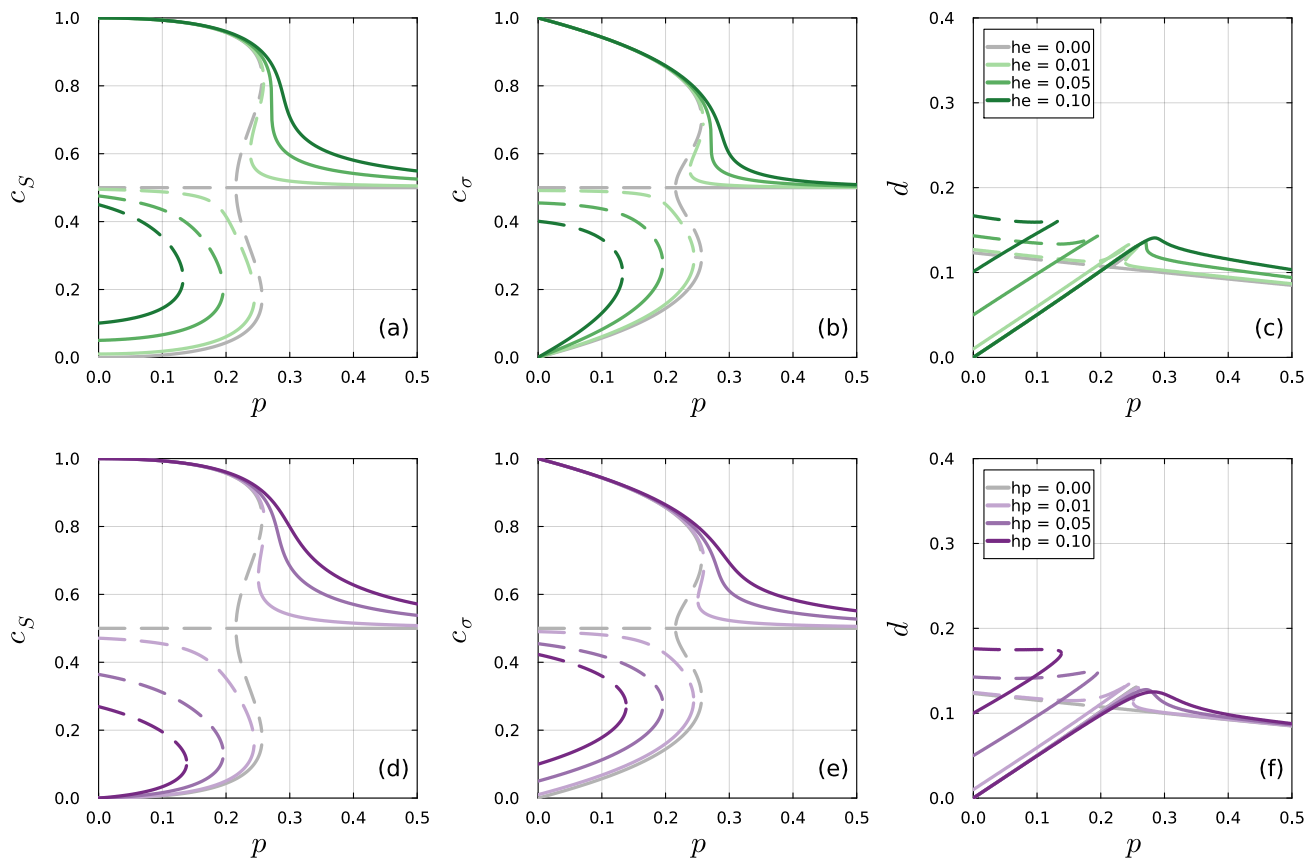 1.0
0.8
0.6
0.4
0.2
0.0
c_S
0.0 0.1 0.2 0.3 0.4 0.5
p
(a)
1.0
0.8
0.6
0.4
0.2
0.0
c_σ
0.0 0.1 0.2 0.3 0.4 0.5
p
(b)
0.4
0.3
0.2
0.1
0.0
d
he = 0.00
he = 0.01
he = 0.05
he = 0.10
0.0 0.1 0.2 0.3 0.4 0.5
p
(c)
1.0
0.8
0.6
0.4
0.2
0.0
c_S
0.0 0.1 0.2 0.3 0.4 0.5
p
(d)
1.0
0.8
0.6
0.4
0.2
0.0
c_σ
0.0 0.1 0.2 0.3 0.4 0.5
p
(e)
0.4
0.3
0.2
0.1
0.0
d
hp = 0.00
hp = 0.01
hp = 0.05
hp = 0.10
0.0 0.1 0.2 0.3 0.4 0.5
p
(f)